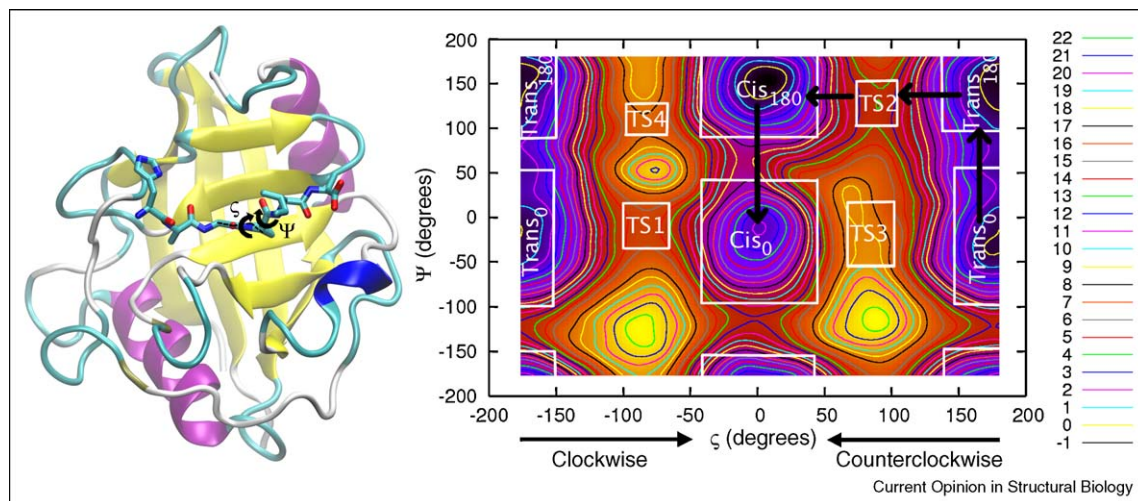 ς
Ψ
Ψ (degrees)
200
150
100
50
0
-50
-100
-150
-200
-200
-150
-100
-50
0
50
100
150
200
Trans180
Cis180
TS2
Trans180
TS4
Trans0
TS1
Cis0
TS3
Trans0
ς (degrees)
Clockwise
Counterclockwise
22
21
20
19
18
17
16
15
14
13
12
11
10
9
8
7
6
5
4
3
2
1
0
-1
Current Opinion in Structural Biology